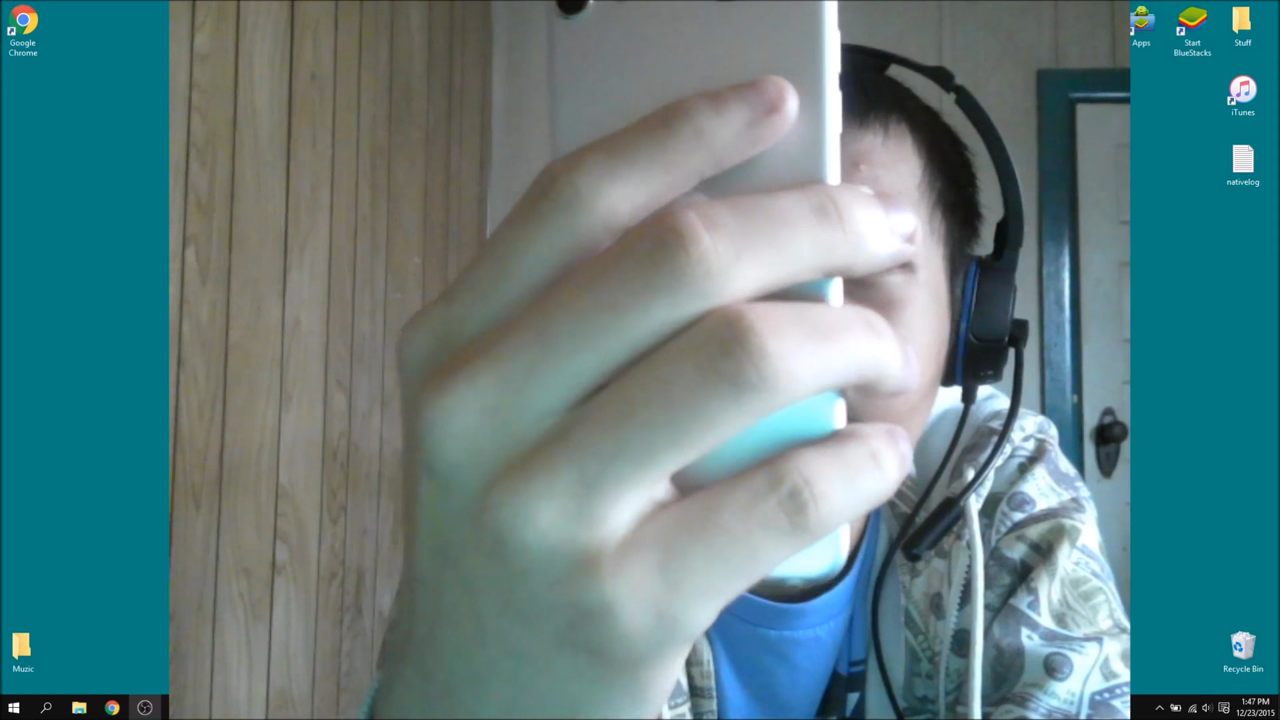 Google
Chrome
Apps
Start
BlueStacks
Stuff
iTunes
nativelog
Muzic
Recycle Bin
1:47 PM
12/23/2015